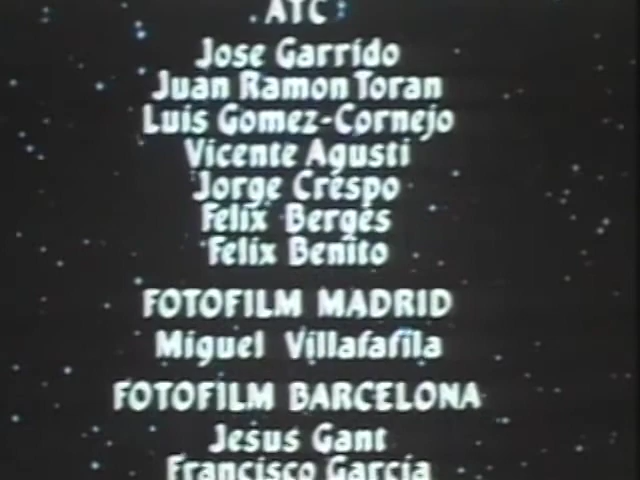 ATC
Jose Garrido
Juan Ramon Toran
Luis Gomez-Cornejo
Vicente Agusti
Jorge Crespo
Felix Berges
Felix Benito
FOTOFILM MADRID
Miguel Villafafila
FOTOFILM BARCELONA
Jesus Gant
Francisco Garcia